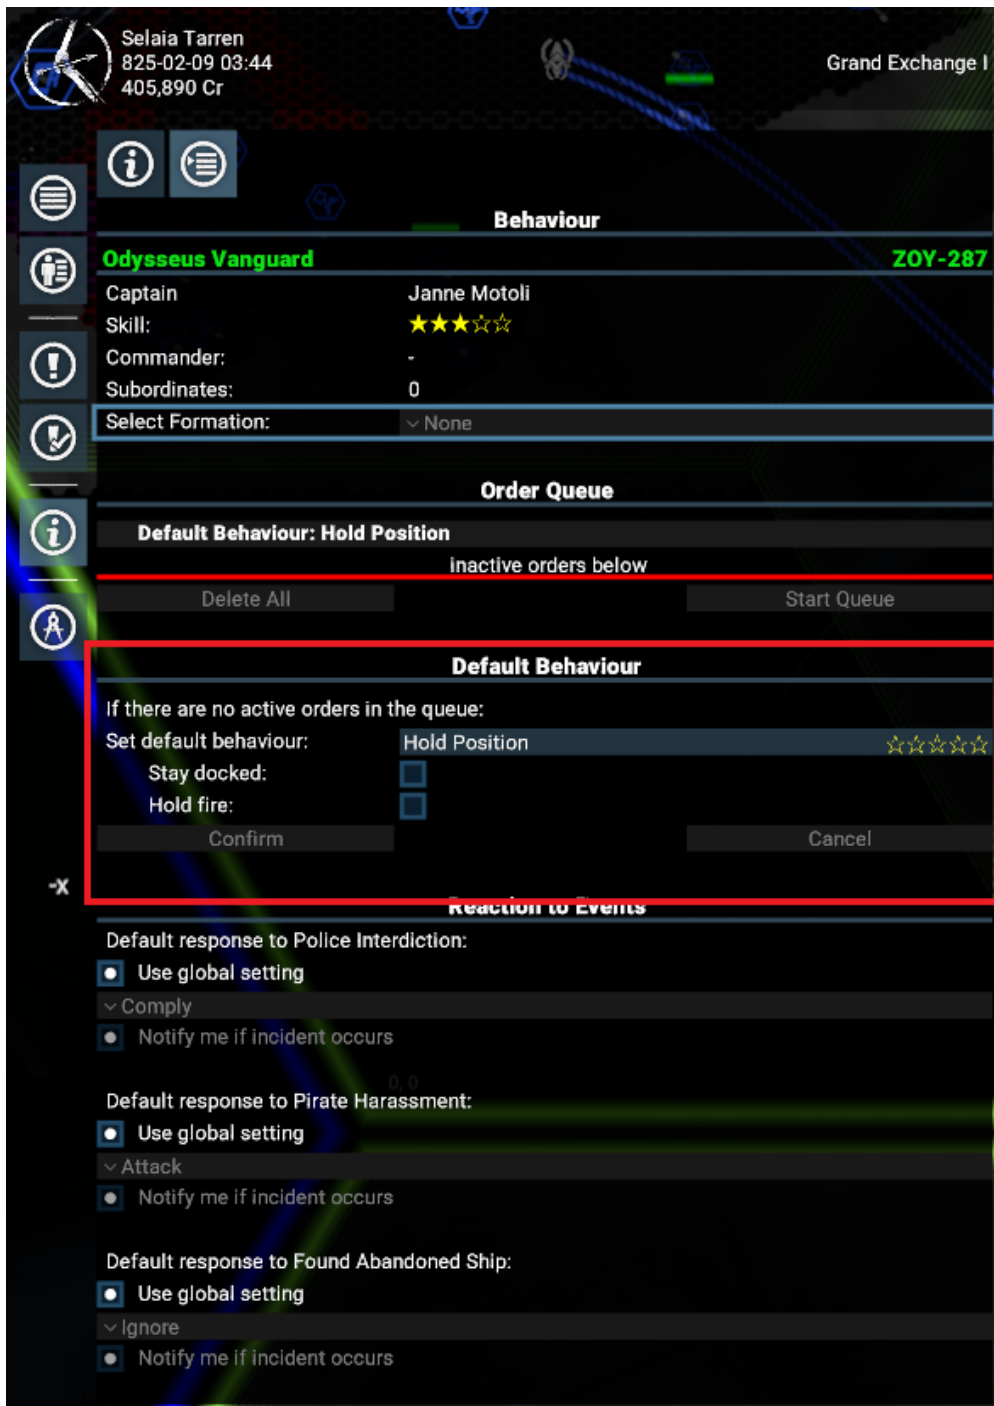 Selaia Tarren
825-02-09 03:44
405,890 Cr
Grand Exchange I
Behaviour
Odysseus Vanguard ZOY-287
Captain Janne Motoli
Skill: ★★★☆☆
Commander: -
Subordinates: 0
Select Formation: None
Order Queue
Default Behaviour: Hold Position
inactive orders below
Delete All Start Queue
Default Behaviour
If there are no active orders in the queue:
Set default behaviour: Hold Position ☆☆☆☆☆
Stay docked:
Hold fire:
Confirm Cancel
-X
Reaction to Events
Default response to Police Interdiction:
Use global setting
Comply
Notify me if incident occurs
0, 0
Default response to Pirate Harassment:
Use global setting
Attack
Notify me if incident occurs
Default response to Found Abandoned Ship:
Use global setting
Ignore
Notify me if incident occurs